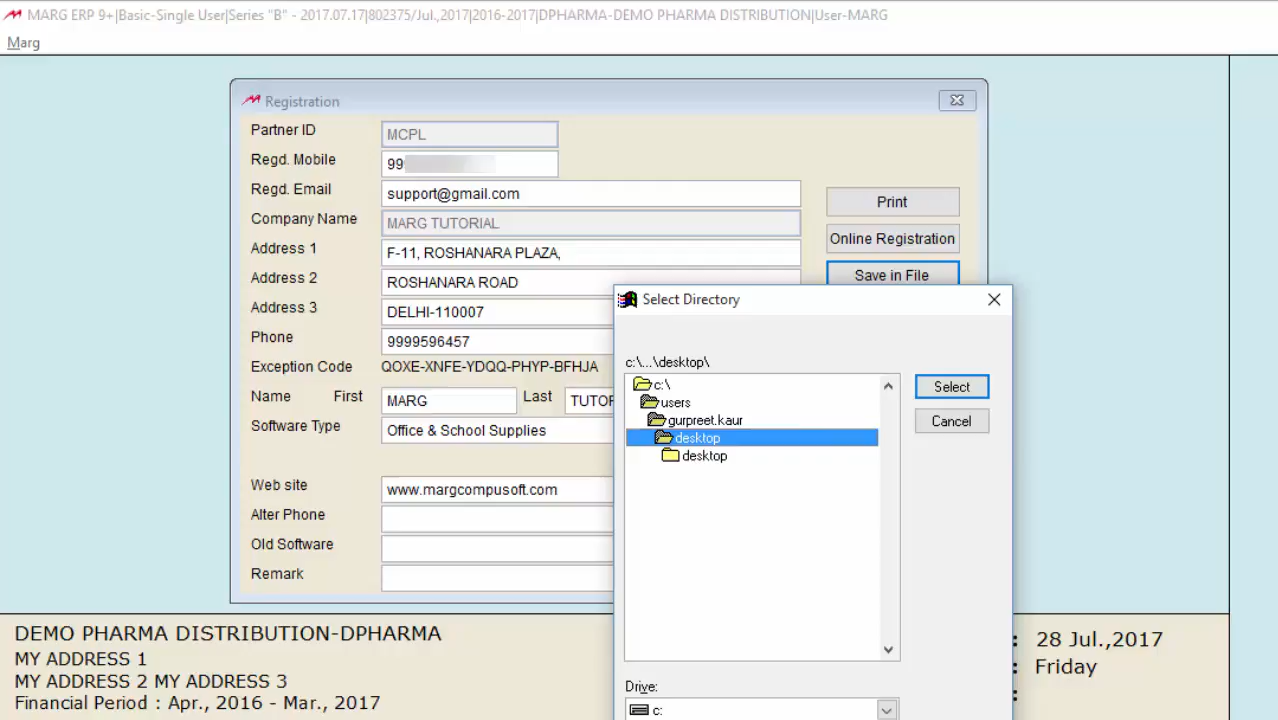 MARG ERP 9+|Basic-Single User|Series "B" - 2017.07.17|802375/Jul.,2017|2016-2017|DPHARMA-DEMO PHARMA DISTRIBUTION|User-MARG
Marg
Registration
Partner ID MCPL
Regd. Mobile 99
Regd. Email support@gmail.com
Company Name MARG TUTORIAL
Address 1 F-11, ROSHANARA PLAZA,
Address 2 ROSHANARA ROAD
Address 3 DELHI-110007
Phone 9999596457
Exception Code QOXE-XNFE-YDQQ-PHYP-BFHJA
Name First MARG Last TUTOR
Software Type Office & School Supplies
Web site www.margcompusoft.com
Alter Phone
Old Software
Remark
Print
Online Registration
Save in File
Select Directory
c:\...\desktop\
c:\
users
gurpreet.kaur
desktop
desktop
Select
Cancel
Drive:
c:
DEMO PHARMA DISTRIBUTION-DPHARMA
MY ADDRESS 1
MY ADDRESS 2 MY ADDRESS 3
Financial Period : Apr., 2016 - Mar., 2017
: 28 Jul.,2017
: Friday
: